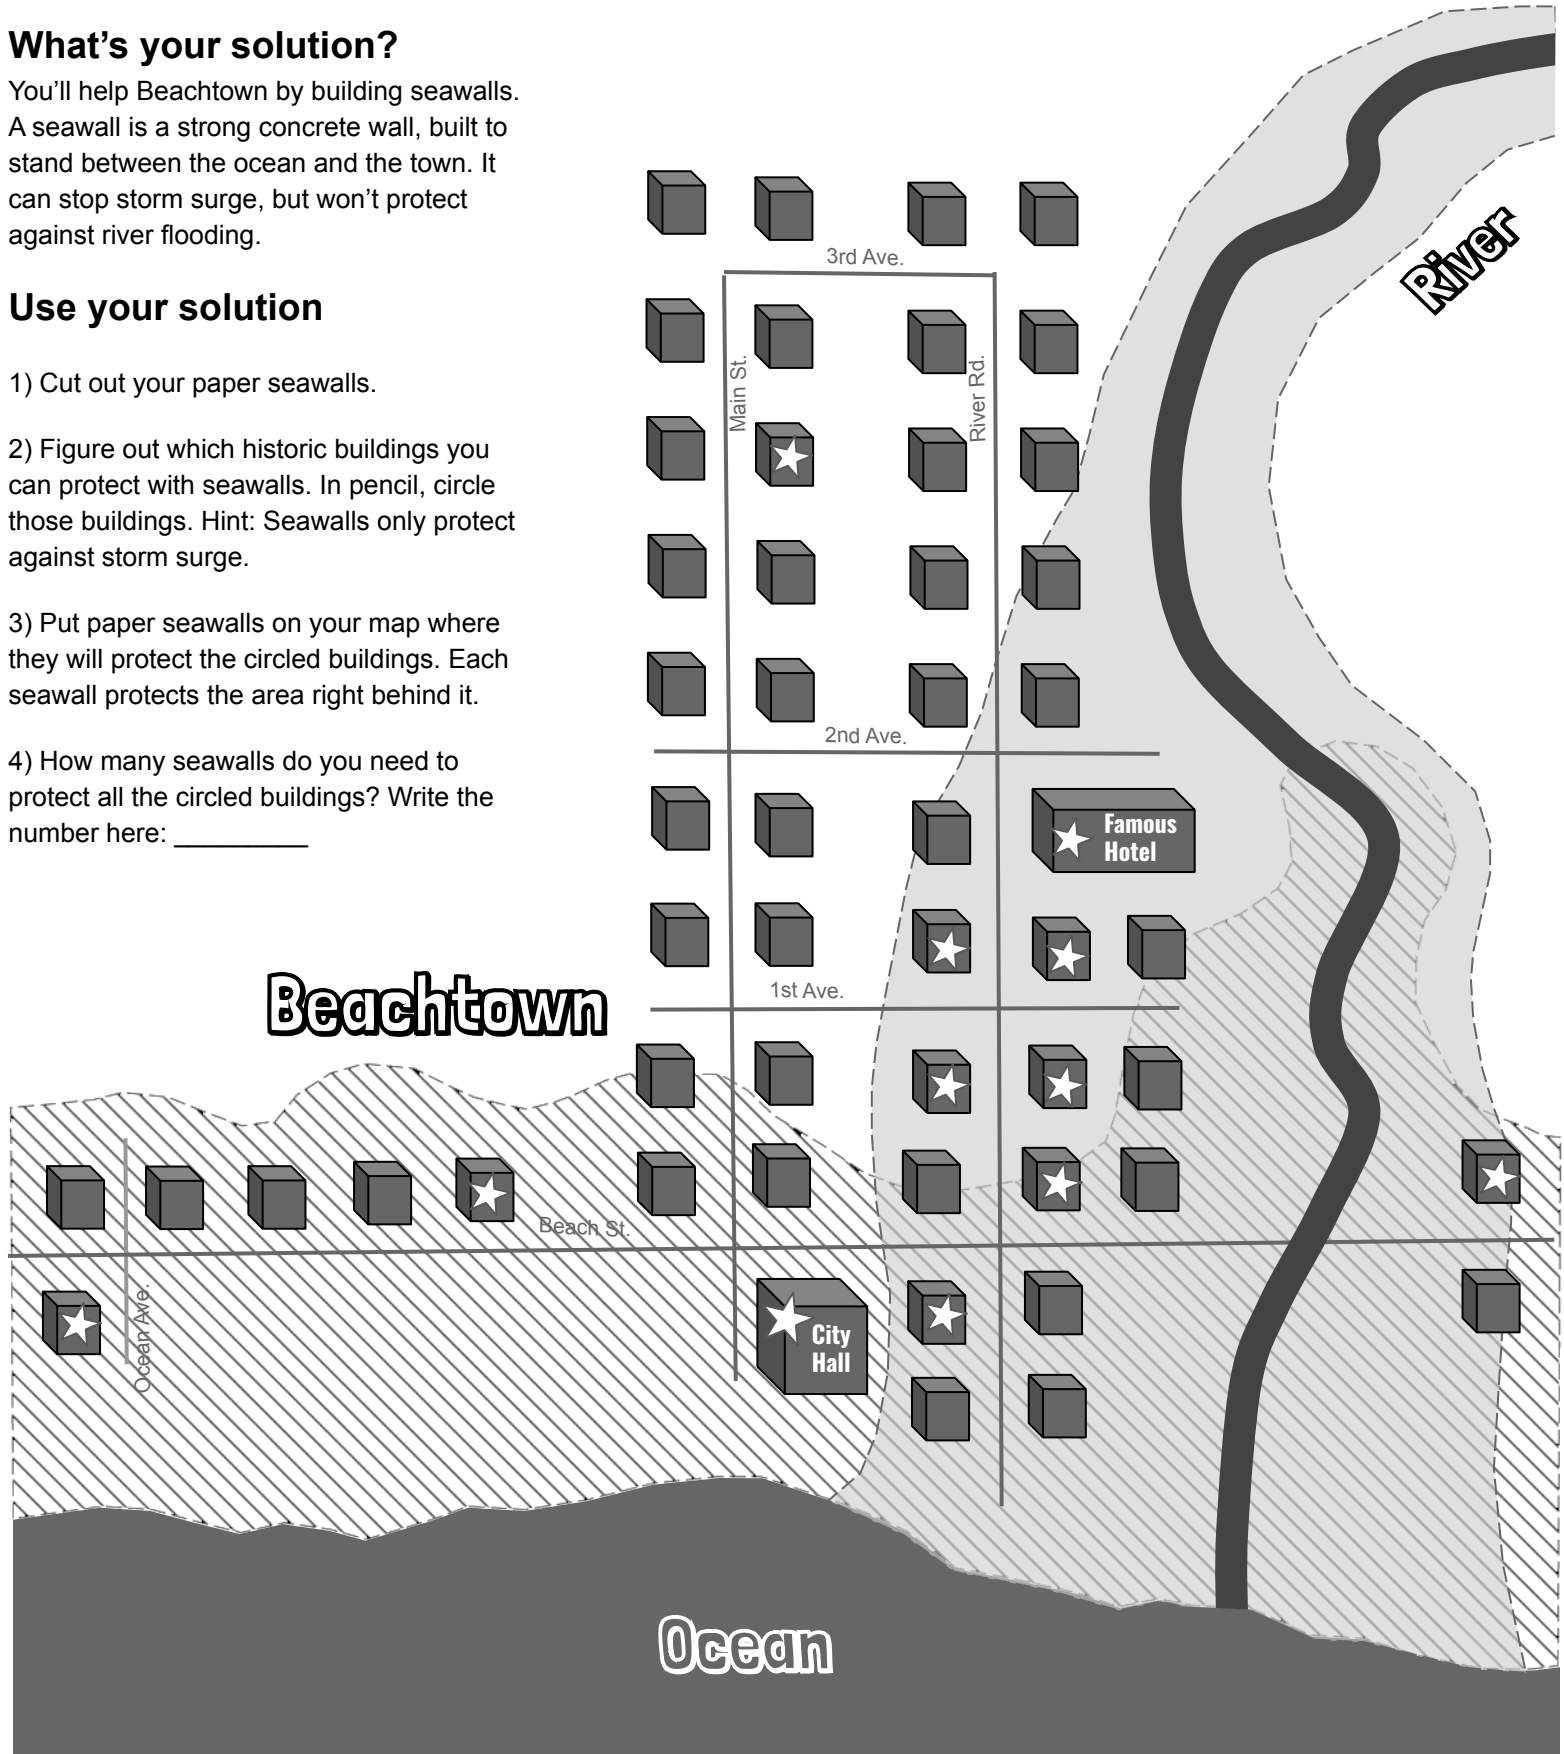 What’s your solution?
You’ll help Beachtown by building seawalls.
A seawall is a strong concrete wall, built to
stand between the ocean and the town. It
can stop storm surge, but won’t protect
against river flooding.
Use your solution
1) Cut out your paper seawalls.
2) Figure out which historic buildings you
can protect with seawalls. In pencil, circle
those buildings. Hint: Seawalls only protect
against storm surge.
3) Put paper seawalls on your map where
they will protect the circled buildings. Each
seawall protects the area right behind it.
4) How many seawalls do you need to
protect all the circled buildings? Write the
number here: _________
River
3rd Ave.
Main St.
River Rd.
2nd Ave.
Famous
Hotel
Beachtown
1st Ave.
Beach St.
Ocean Ave.
City
Hall
Ocean